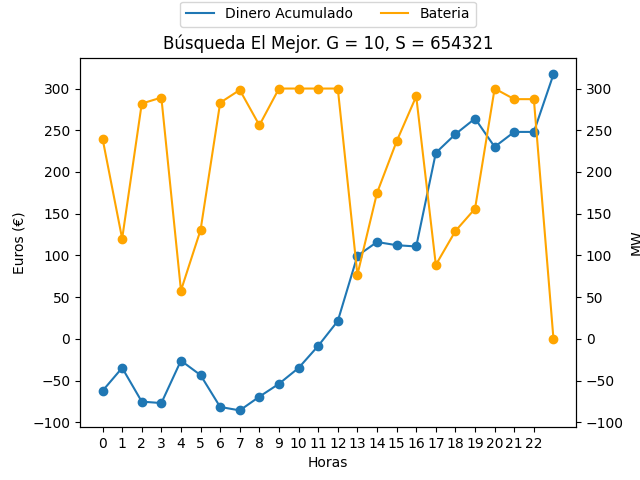 Dinero Acumulado Bateria
Búsqueda El Mejor. G = 10, S = 654321
300 300
250 250
200 200
150 150
100 100
50 50
0 0
−50 −50
−100 −100
Euros (€)
MW
0 1 2 3 4 5 6 7 8 9 10 11 12 13 14 15 16 17 18 19 20 21 22
Horas